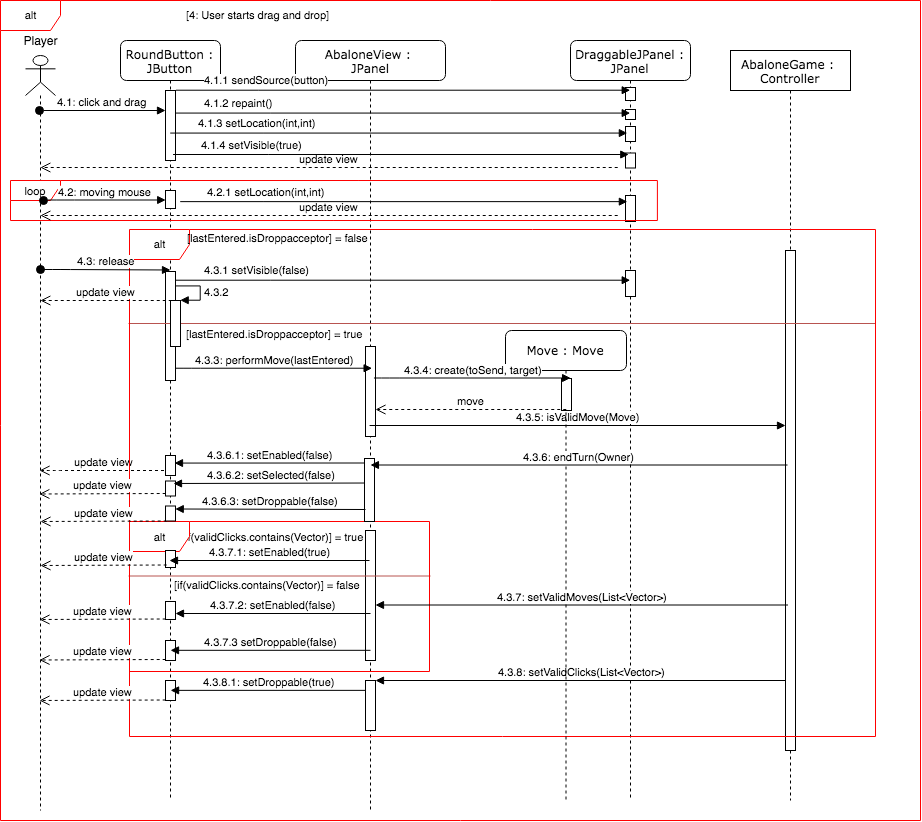 alt
[4: User starts drag and drop]
Player
RoundButton :
JButton
AbaloneView :
JPanel
DraggableJPanel :
JPanel
AbaloneGame :
Controller
4.1.1 sendSource(button)
4.1: click and drag
4.1.2 repaint()
4.1.3 setLocation(int,int)
4.1.4 setVisible(true)
update view
loop
4.2: moving mouse
4.2.1 setLocation(int,int)
update view
alt
[lastEntered.isDroppacceptor] = false
4.3: release
4.3.1 setVisible(false)
update view
4.3.2
[lastEntered.isDroppacceptor] = true
Move : Move
4.3.3: performMove(lastEntered)
4.3.4: create(toSend, target)
move
4.3.5: isValidMove(Move)
4.3.6.1: setEnabled(false)
4.3.6: endTurn(Owner)
update view
4.3.6.2: setSelected(false)
update view
4.3.6.3: setDroppable(false)
update view
alt
(validClicks.contains(Vector)] = true
4.3.7.1: setEnabled(true)
update view
[if(validClicks.contains(Vector)] = false
4.3.7: setValidMoves(List<Vector>)
4.3.7.2: setEnabled(false)
update view
4.3.7.3 setDroppable(false)
update view
4.3.8: setValidClicks(List<Vector>)
4.3.8.1: setDroppable(true)
update view